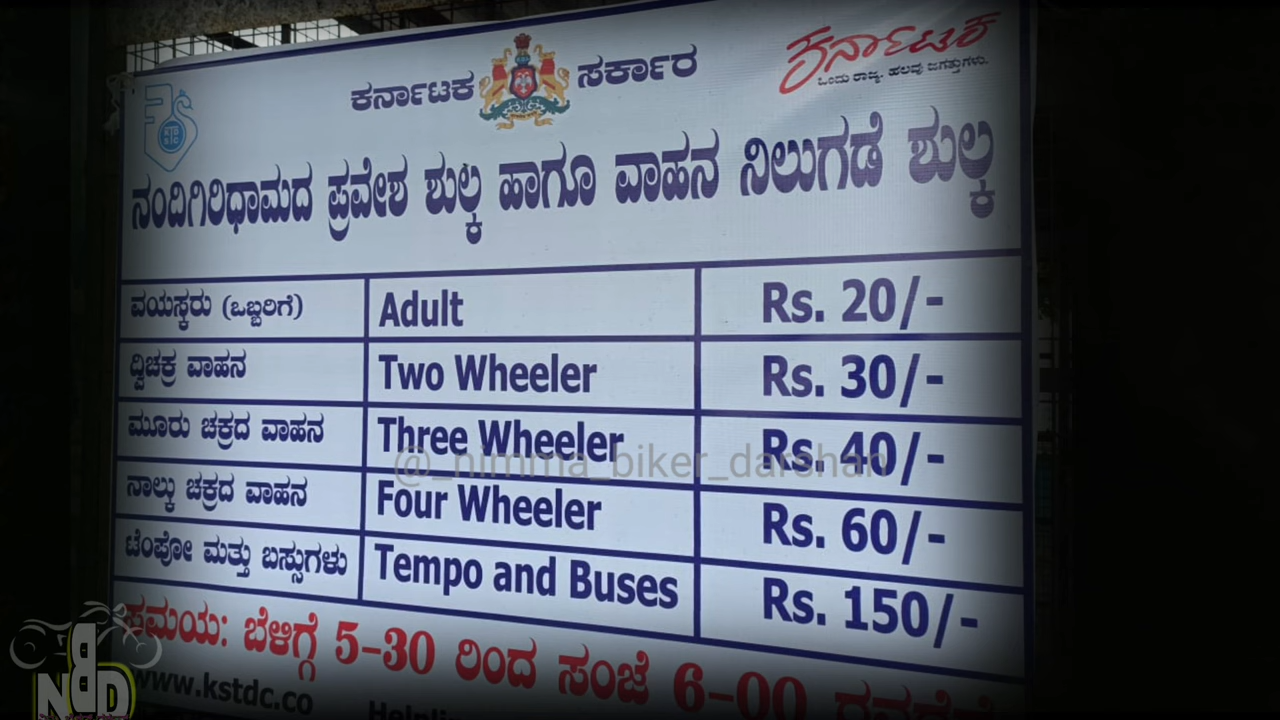 ಕರ್ನಾಟಕ ಸರ್ಕಾರ
ಕರ್ನಾಟಕ
ಒಂದು ರಾಜ್ಯ. ಹಲವು ಜಗತ್ತುಗಳು.
ನಂದಿಗಿರಿಧಾಮದ ಪ್ರವೇಶ ಶುಲ್ಕ ಹಾಗೂ ವಾಹನ ನಿಲುಗಡೆ ಶುಲ್ಕ
ವಯಸ್ಕರು (ಒಬ್ಬರಿಗೆ) Adult Rs. 20/-
ದ್ವಿಚಕ್ರ ವಾಹನ Two Wheeler Rs. 30/-
ಮೂರು ಚಕ್ರದ ವಾಹನ Three Wheeler Rs. 40/-
@_nimma_biker_darshan
ನಾಲ್ಕು ಚಕ್ರದ ವಾಹನ Four Wheeler Rs. 60/-
ಟೆಂಪೋ ಮತ್ತು ಬಸ್ಸುಗಳು Tempo and Buses Rs. 150/-
ಸಮಯ: ಬೆಳಿಗ್ಗೆ 5-30 ರಿಂದ ಸಂಜೆ 6-00
www.kstdc.co
NBD